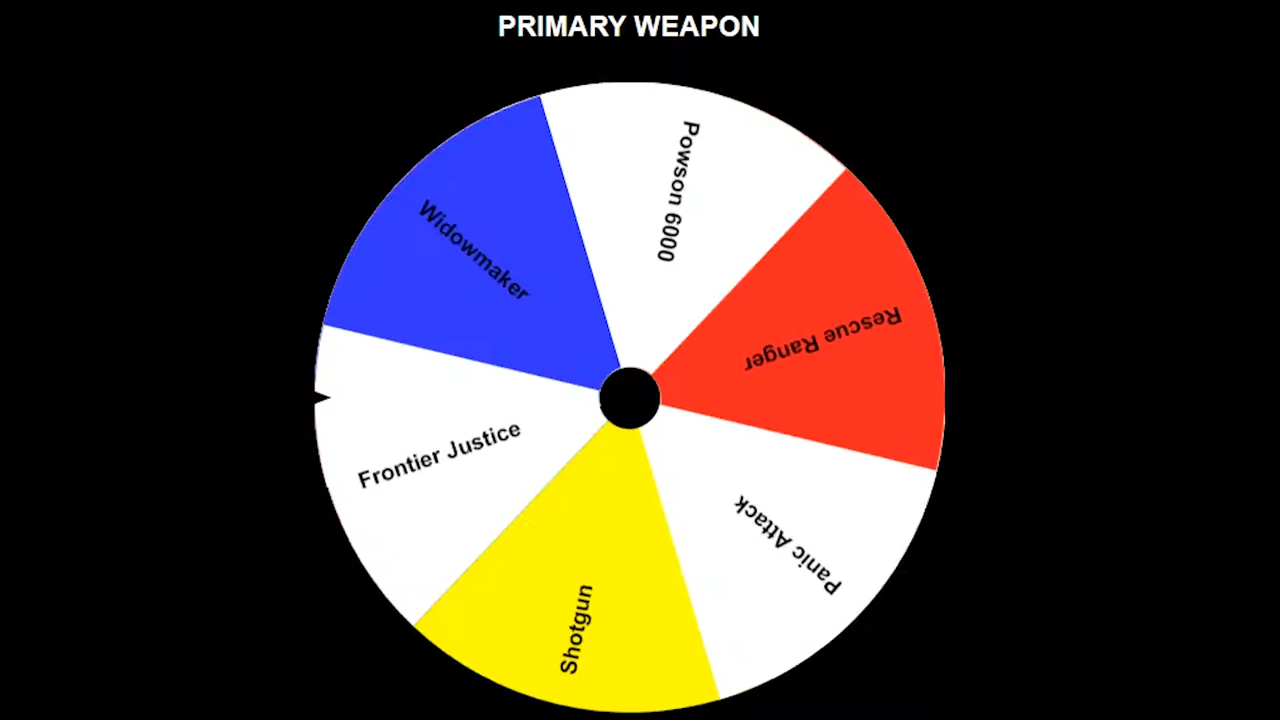 PRIMARY WEAPON
Powson 6000
Widowmaker
Rescue Ranger
Frontier Justice
Panic Attack
Shotgun